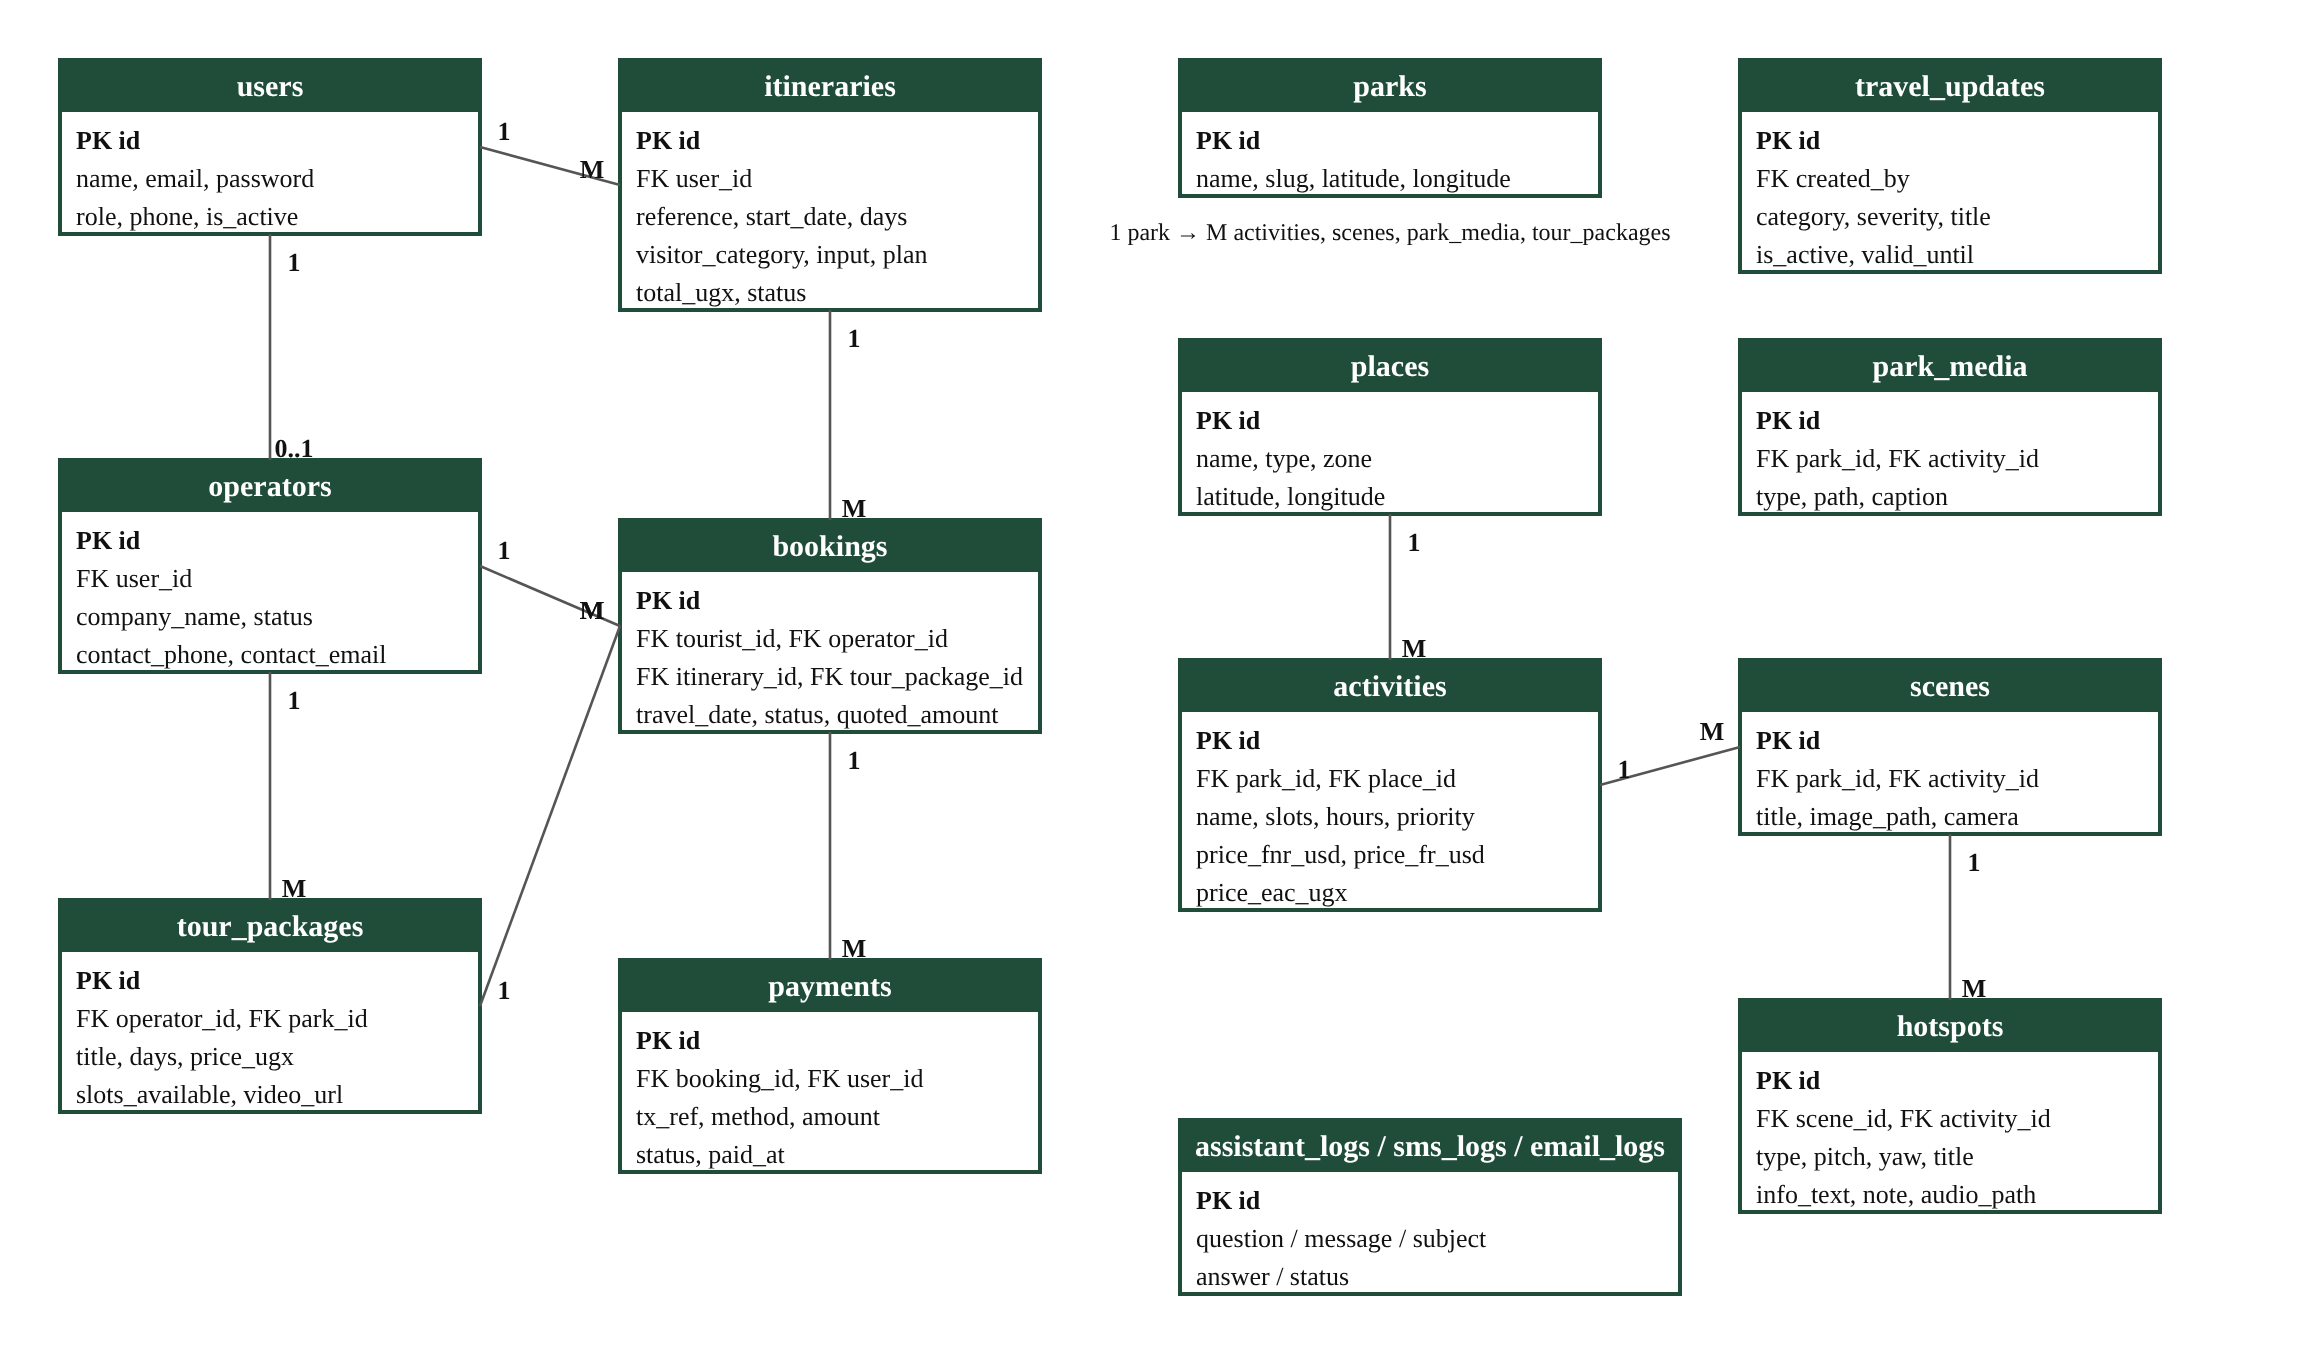 users
PK id
name, email, password
role, phone, is_active
1
M
itineraries
PK id
FK user_id
reference, start_date, days
visitor_category, input, plan
total_ugx, status
parks
PK id
name, slug, latitude, longitude
1 park → M activities, scenes, park_media, tour_packages
travel_updates
PK id
FK created_by
category, severity, title
is_active, valid_until
1
0..1
1
M
operators
PK id
FK user_id
company_name, status
contact_phone, contact_email
1
M
bookings
PK id
FK tourist_id, FK operator_id
FK itinerary_id, FK tour_package_id
travel_date, status, quoted_amount
places
PK id
name, type, zone
latitude, longitude
park_media
PK id
FK park_id, FK activity_id
type, path, caption
1
M
1
M
tour_packages
PK id
FK operator_id, FK park_id
title, days, price_ugx
slots_available, video_url
1
1
M
payments
PK id
FK booking_id, FK user_id
tx_ref, method, amount
status, paid_at
activities
PK id
FK park_id, FK place_id
name, slots, hours, priority
price_fnr_usd, price_fr_usd
price_eac_ugx
1
M
scenes
PK id
FK park_id, FK activity_id
title, image_path, camera
1
M
hotspots
PK id
FK scene_id, FK activity_id
type, pitch, yaw, title
info_text, note, audio_path
assistant_logs / sms_logs / email_logs
PK id
question / message / subject
answer / status